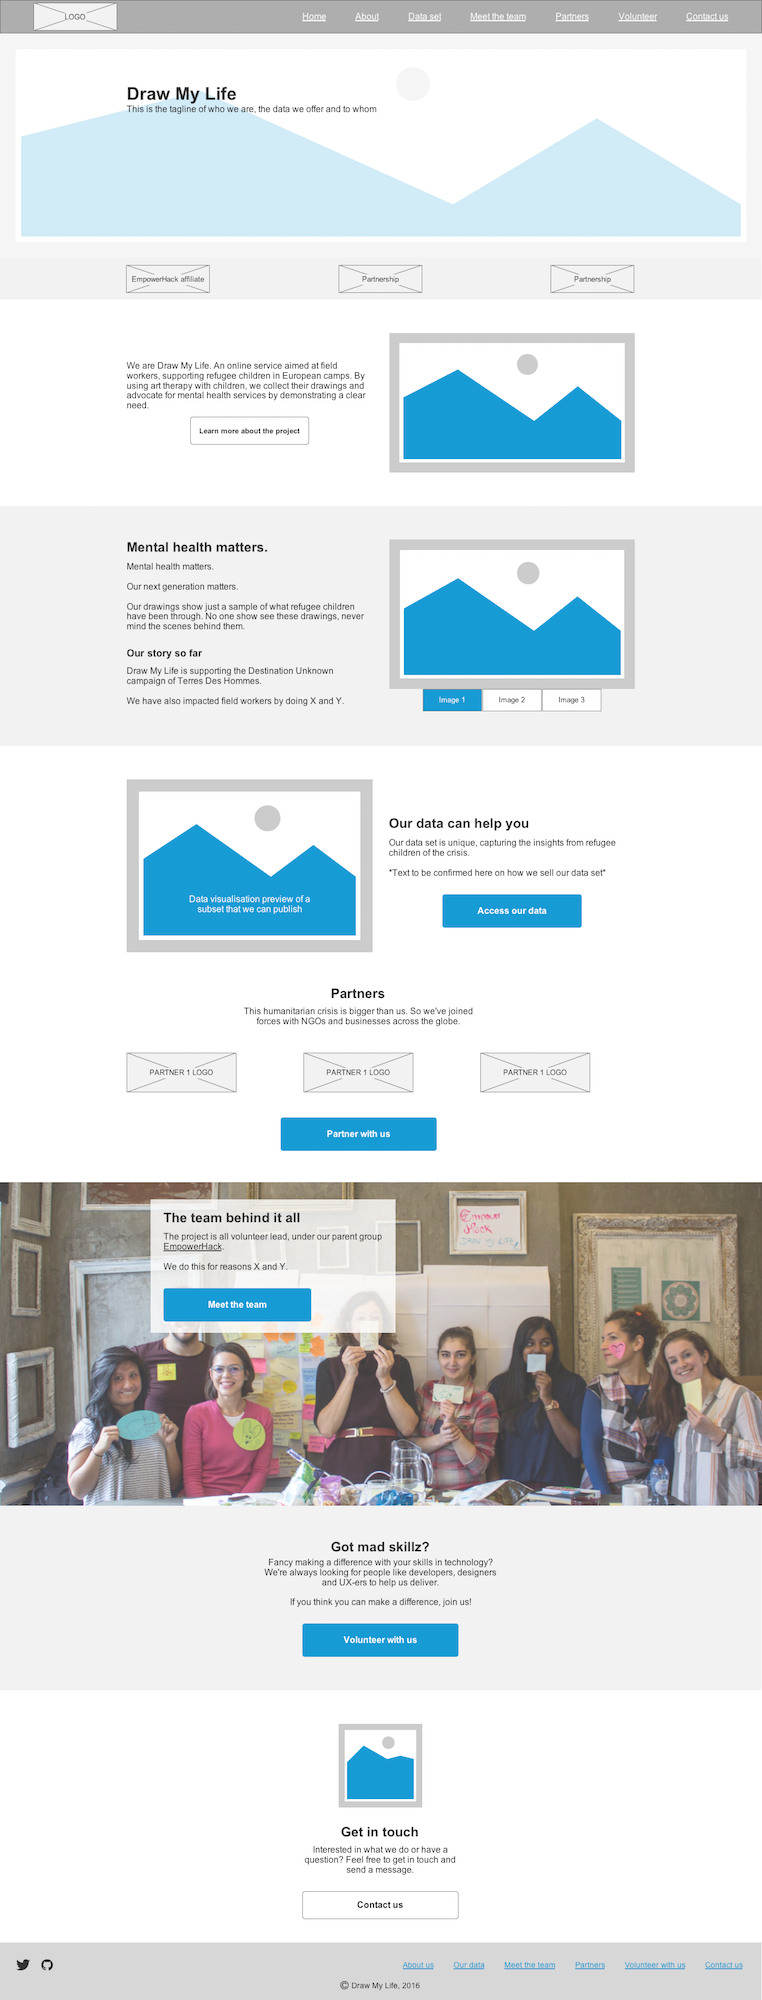 LOGO
Home
About
Data set
Meet the team
Partners
Volunteer
Contact us
Draw My Life
This is the tagline of who we are, the data we offer and to whom
EmpowerHack affiliate
Partnership
Partnership
We are Draw My Life. An online service aimed at field
workers, supporting refugee children in European camps. By
using art therapy with children, we collect their drawings and
advocate for mental health services by demonstrating a clear
need.
Learn more about the project
Mental health matters.
Mental health matters.
Our next generation matters.
Our drawings show just a sample of what refugee children
have been through. No one show see these drawings, never
mind the scenes behind them.
Our story so far
Draw My Life is supporting the Destination Unknown
campaign of Terres Des Hommes.
We have also impacted field workers by doing X and Y.
Image 1
Image 2
Image 3
Data visualisation preview of a
subset that we can publish
Our data can help you
Our data set is unique, capturing the insights from refugee
children of the crisis.
*Text to be confirmed here on how we sell our data set*
Access our data
Partners
This humanitarian crisis is bigger than us. So we've joined
forces with NGOs and businesses across the globe.
PARTNER 1 LOGO
PARTNER 1 LOGO
PARTNER 1 LOGO
Partner with us
The team behind it all
The project is all volunteer lead, under our parent group
EmpowerHack.
We do this for reasons X and Y.
Meet the team
Empower
Hack
DRAW MY LIFE
Got mad skillz?
Fancy making a difference with your skills in technology?
We're always looking for people like developers, designers
and UX-ers to help us deliver.
If you think you can make a difference, join us!
Volunteer with us
Get in touch
Interested in what we do or have a
question? Feel free to get in touch and
send a message.
Contact us
About us
Our data
Meet the team
Partners
Volunteer with us
Contact us
© Draw My Life, 2016